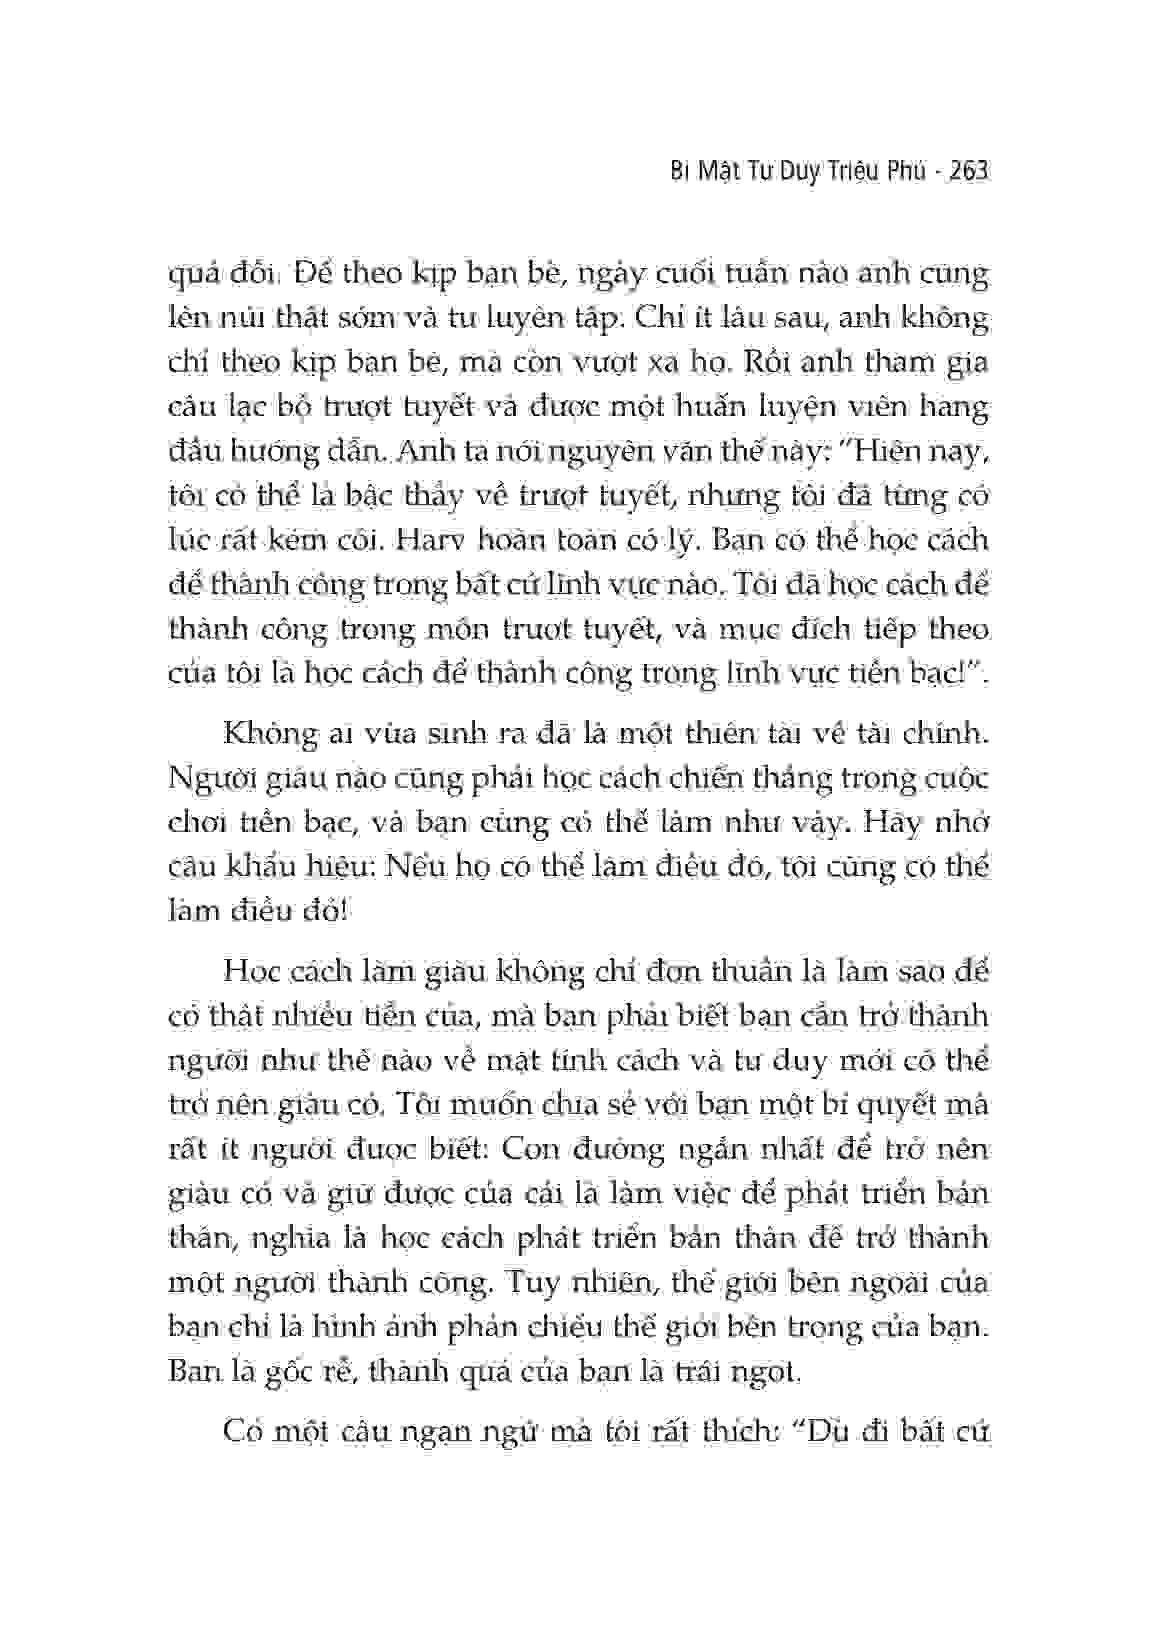 Bí Mật Tư Duy Triệu Phú - 263
quả đồi. Để theo kịp bạn bè, ngày cuối tuần nào anh cũng
lên núi thật sớm và tự luyện tập. Chỉ ít lâu sau, anh không
chỉ theo kịp bạn bè, mà còn vượt xa họ. Rồi anh tham gia
câu lạc bộ trượt tuyết và được một huấn luyện viên hàng
đầu hướng dẫn. Anh ta nói nguyên văn thế này: “Hiện nay,
tôi có thể là bậc thầy về trượt tuyết, nhưng tôi đã từng có
lúc rất kém cỏi. Harv hoàn toàn có lý. Bạn có thể học cách
để thành công trong bất cứ lĩnh vực nào. Tôi đã học cách để
thành công trong môn trượt tuyết, và mục đích tiếp theo
của tôi là học cách để thành công trong lĩnh vực tiền bạc!”.
Không ai vừa sinh ra đã là một thiên tài về tài chính.
Người giàu nào cũng phải học cách chiến thắng trong cuộc
chơi tiền bạc, và bạn cũng có thể làm như vậy. Hãy nhớ
câu khẩu hiệu: Nếu họ có thể làm điều đó, tôi cũng có thể
làm điều đó!
Học cách làm giàu không chỉ đơn thuần là làm sao để
có thật nhiều tiền của, mà bạn phải biết bạn cần trở thành
người như thế nào về mặt tính cách và tư duy mới có thể
trở nên giàu có. Tôi muốn chia sẻ với bạn một bí quyết mà
rất ít người được biết: Con đường ngắn nhất để trở nên
giàu có và giữ được của cải là làm việc để phát triển bản
thân, nghĩa là học cách phát triển bản thân để trở thành
một người thành công. Tuy nhiên, thế giới bên ngoài của
bạn chỉ là hình ảnh phản chiếu thế giới bên trong của bạn.
Bạn là gốc rễ, thành quả của bạn là trái ngọt.
Có một câu ngạn ngữ mà tôi rất thích: “Dù đi bất cứ